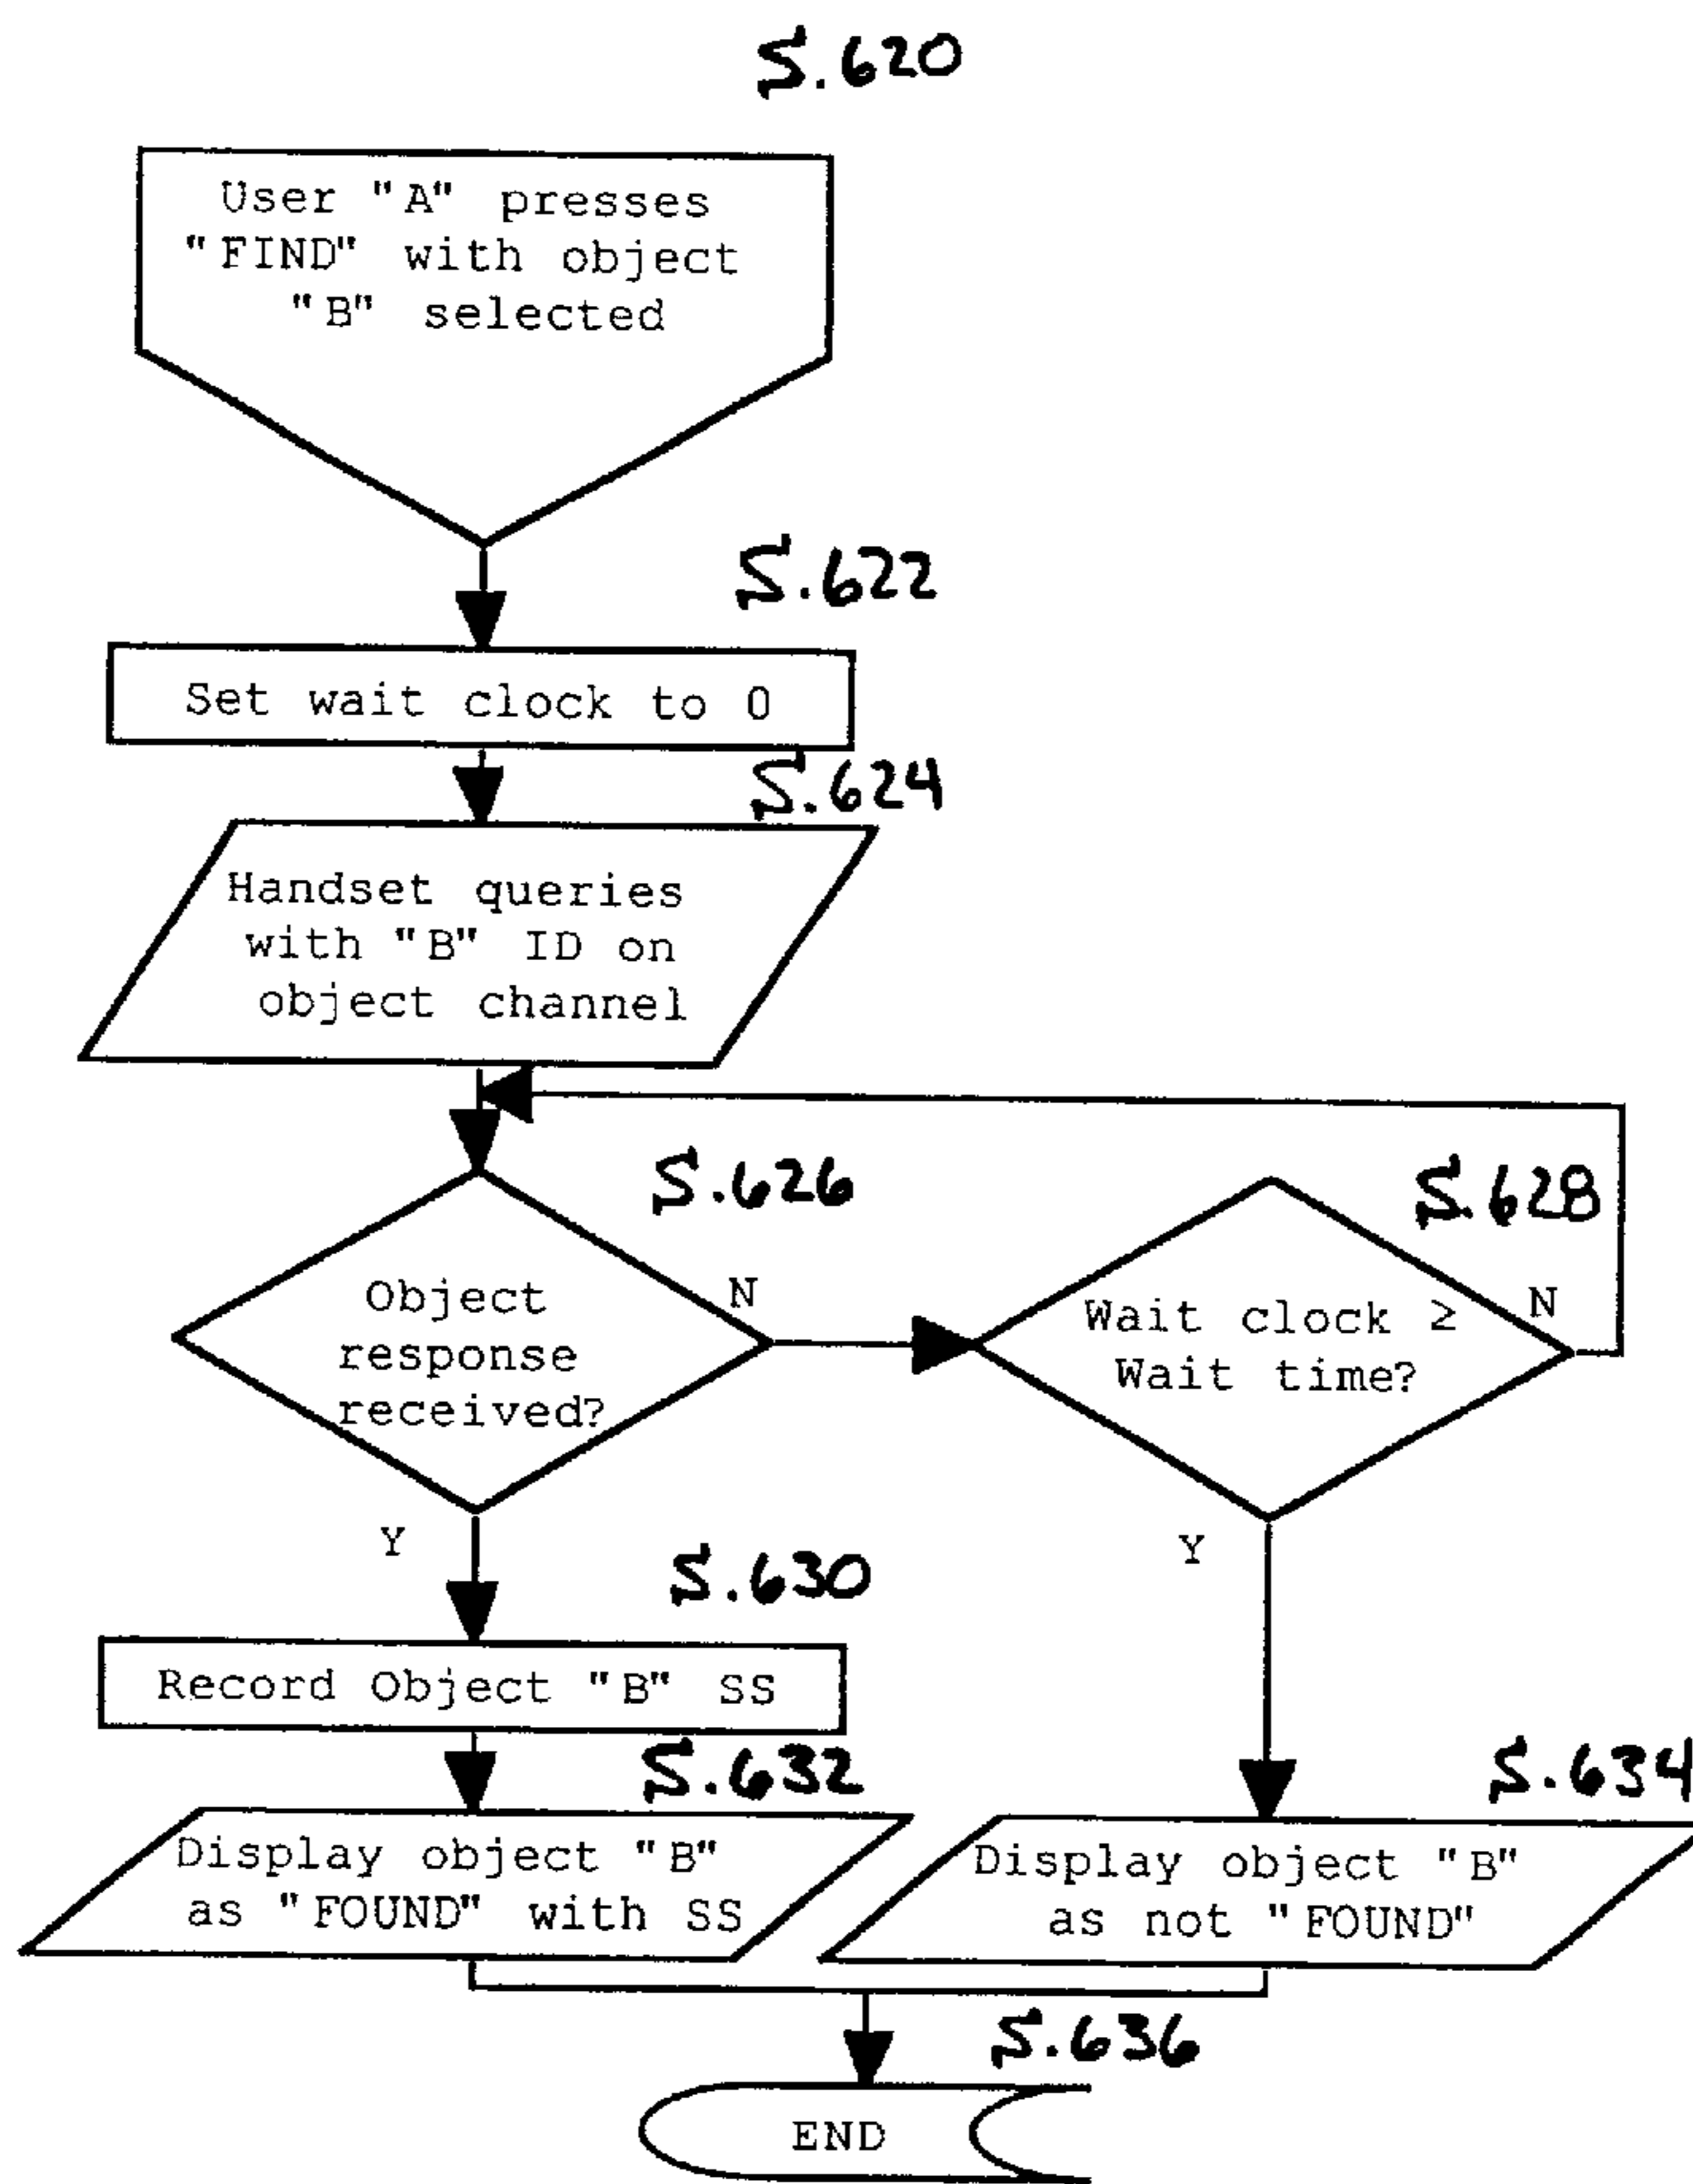 S.620
User "A" presses
"FIND" with object
"B" selected
S.622
Set wait clock to 0
S.624
Handset queries
with "B" ID on
object channel
S.626
S.628
Object
response
received?
N
Wait clock ≥
Wait time?
N
Y
Y
S.630
Record Object "B" SS
S.632
S.634
Display object "B"
as "FOUND" with SS
Display object "B"
as not "FOUND"
S.636
END